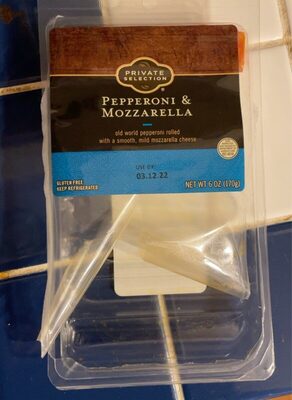 PRIVATE
SELECTION
PEPPERONI &
MOZZARELLA
old world pepperoni rolled
with a smooth, mild mozzarella cheese
USE BY:
03.12.22
GLUTEN FREE
KEEP REFRIGERATED
NET WT 6 OZ (170g)